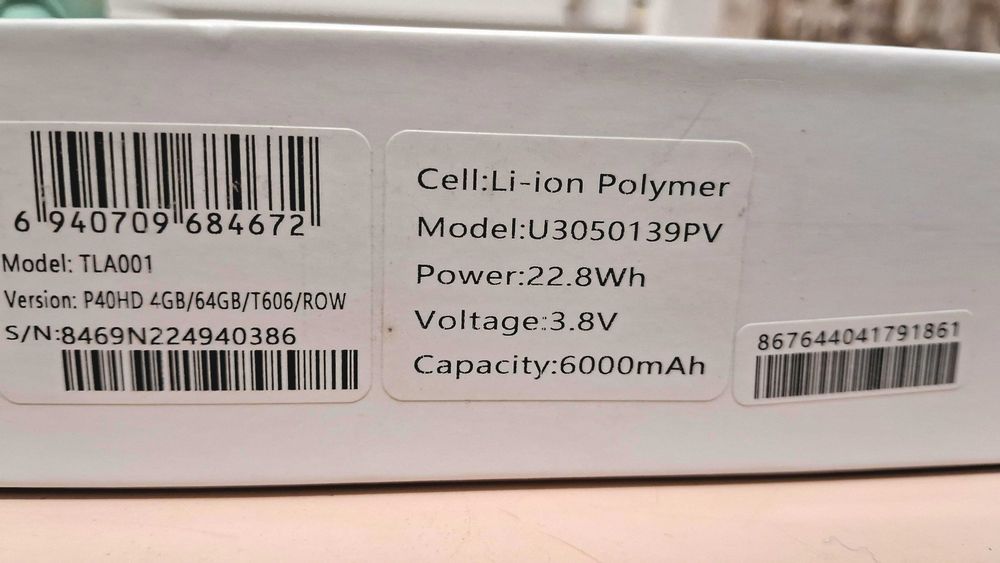 6 940709 684672
Model: TLA001
Version: P40HD 4GB/64GB/T606/ROW
S/N:8469N224940386
Cell:Li-ion Polymer
Model:U3050139PV
Power:22.8Wh
Voltage:3.8V
Capacity:6000mAh
867644041791861